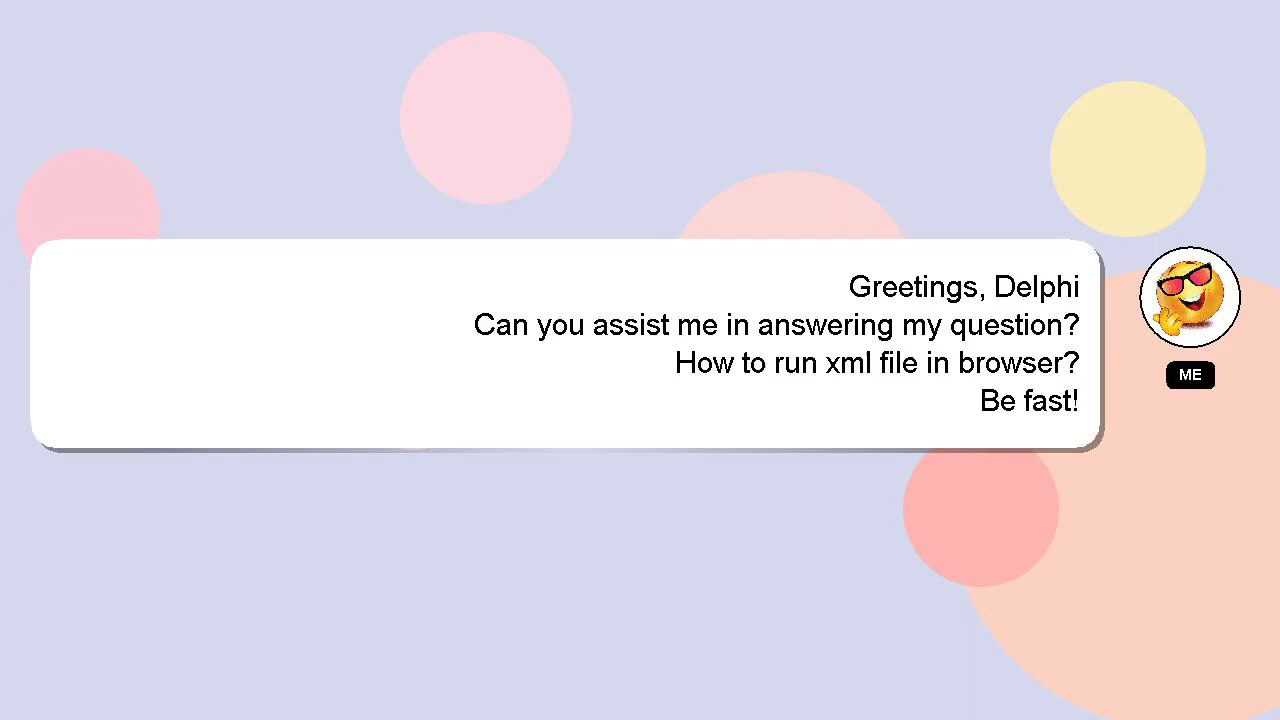 Greetings, Delphi
Can you assist me in answering my question?
How to run xml file in browser?
Be fast!
ME